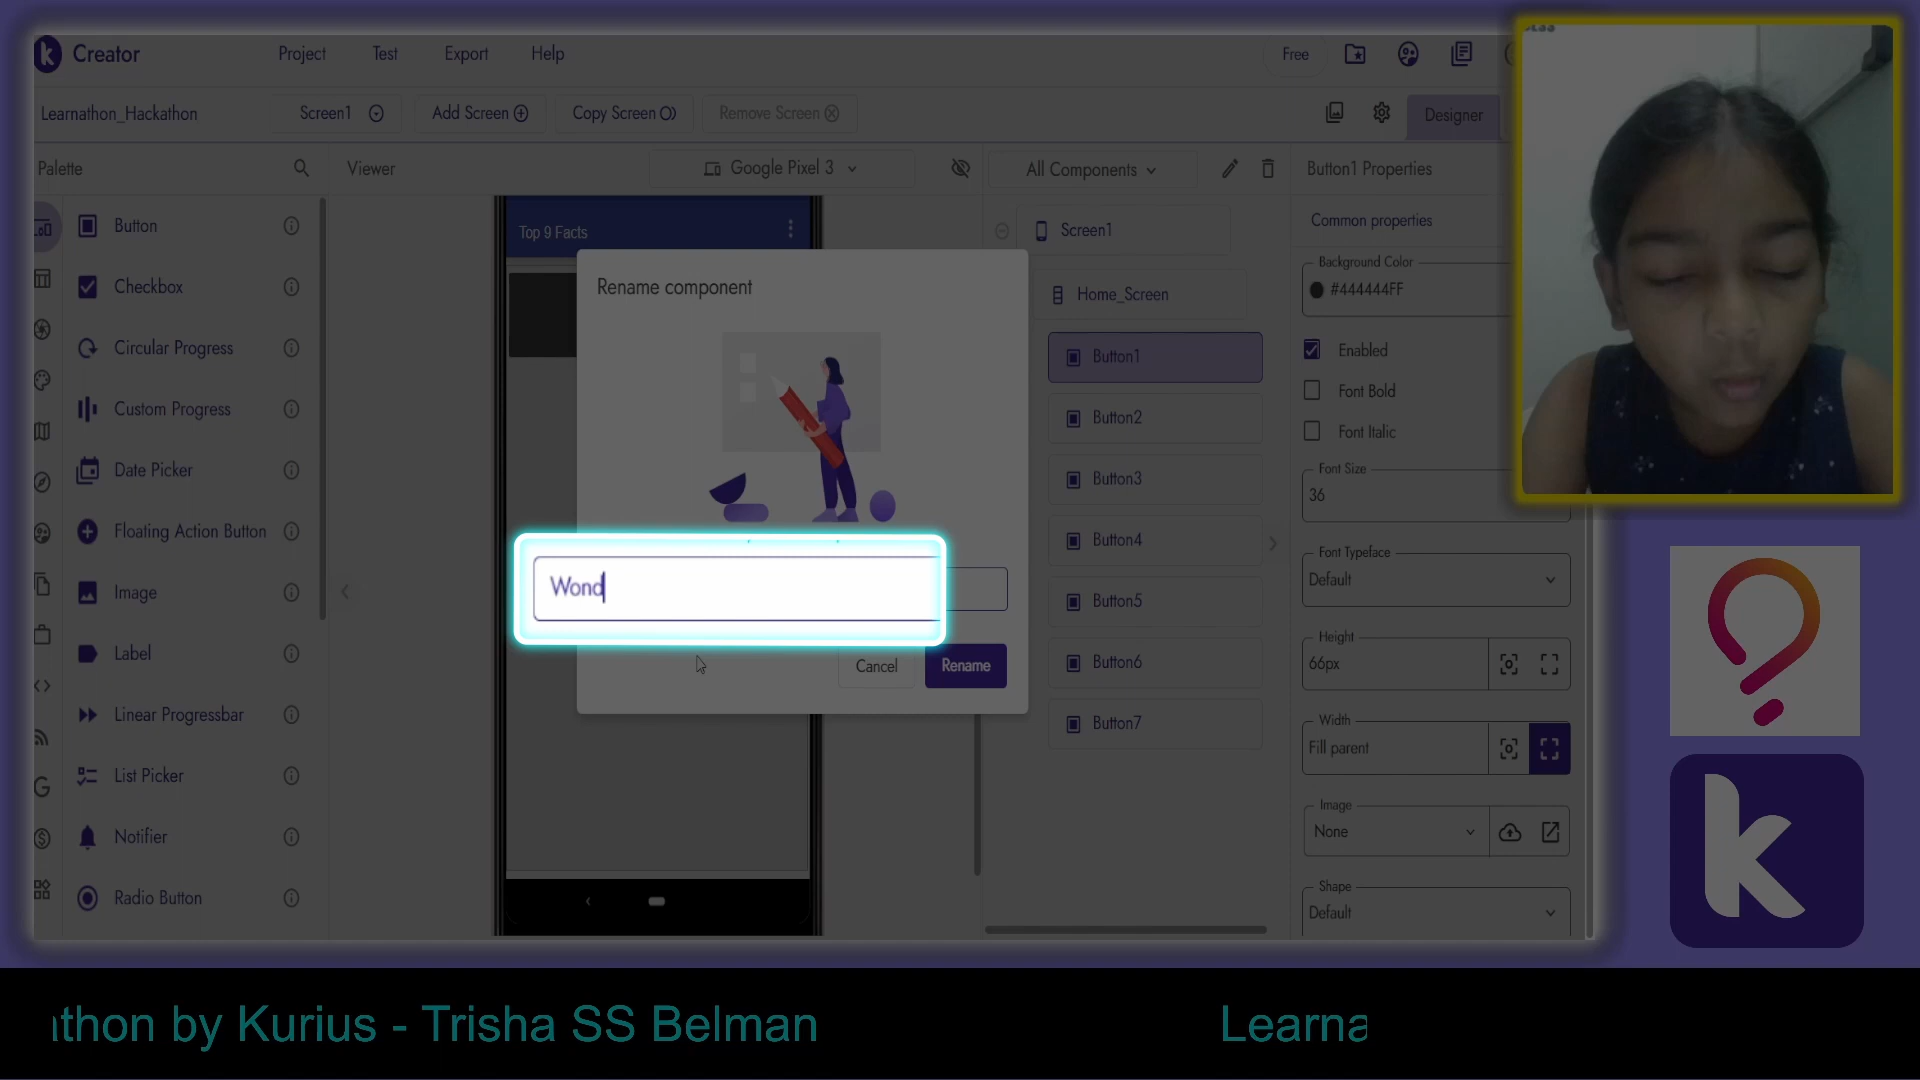 Creator
Project
Test
Export
Help
Free
Learnathon_Hackathon
Screen1
Add Screen
Copy Screen
Remove Screen
Designer
Palette
Viewer
Google Pixel 3
All Components
Button1 Properties
Button
Checkbox
Circular Progress
Custom Progress
Date Picker
Floating Action Button
Image
Label
Linear Progressbar
List Picker
Notifier
Radio Button
Top 9 Facts
Rename component
Wond
Cancel
Rename
Screen1
Home_Screen
Button1
Button2
Button3
Button4
Button5
Button6
Button7
Common properties
Background Color
#444444FF
Enabled
Font Bold
Font Italic
Font Size
36
Font Typeface
Default
Height
66px
Width
Fill parent
Image
None
Shape
Default
k
athon by Kurius - Trisha SS Belman
Learna